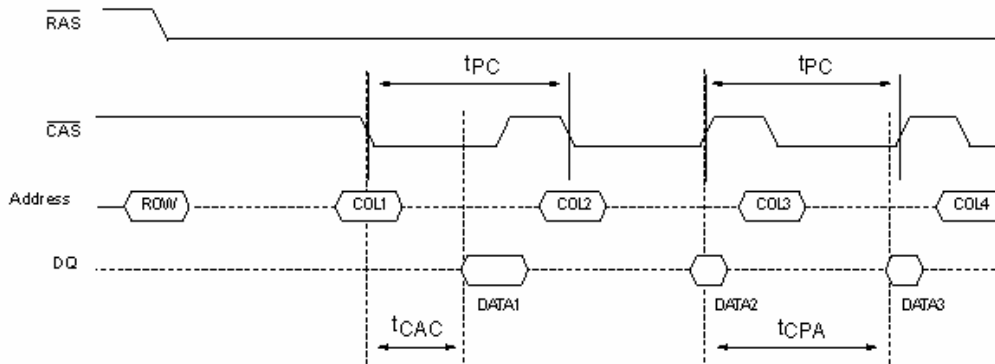 RAS
tPC tPC
CAS
Address ROW COL1 COL2 COL3 COL4
DQ
DATA1 DATA2 DATA3
tCAC tCPA